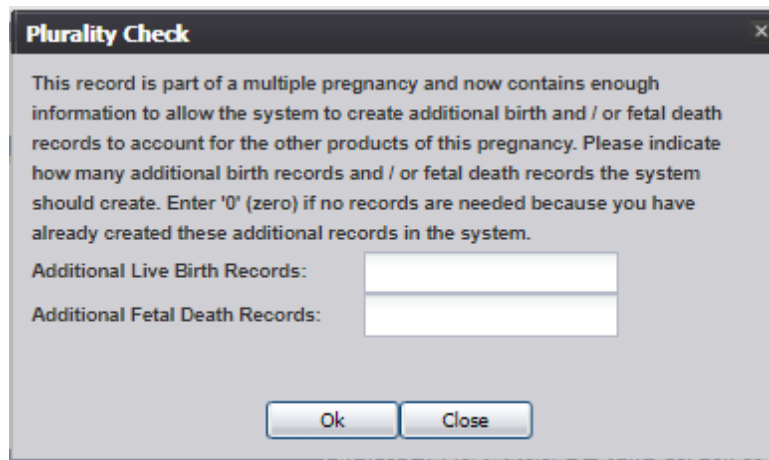 Plurality Check
This record is part of a multiple pregnancy and now contains enough
information to allow the system to create additional birth and / or fetal death
records to account for the other products of this pregnancy. Please indicate
how many additional birth records and / or fetal death records the system
should create. Enter '0' (zero) if no records are needed because you have
already created these additional records in the system.
Additional Live Birth Records:
Additional Fetal Death Records:
Ok Close